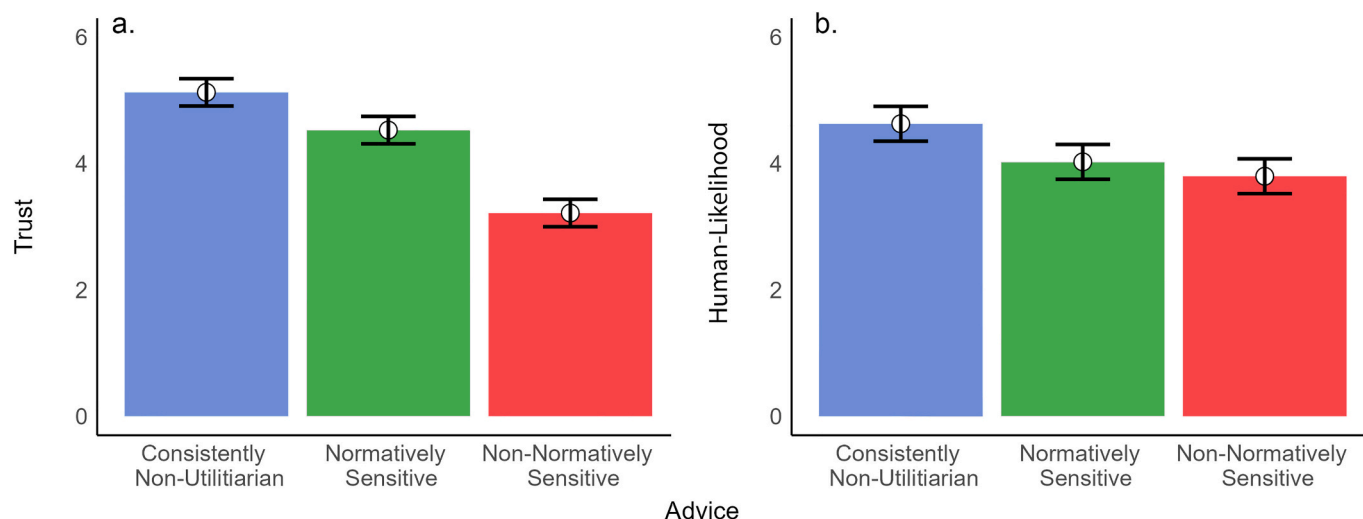 a.
6
4
2
0
Trust
Consistently
Non-Utilitiarian
Normatively
Sensitive
Non-Normatively
Sensitive
b.
6
4
2
0
Human-Likelihood
Consistently
Non-Utilitiarian
Normatively
Sensitive
Non-Normatively
Sensitive
Advice